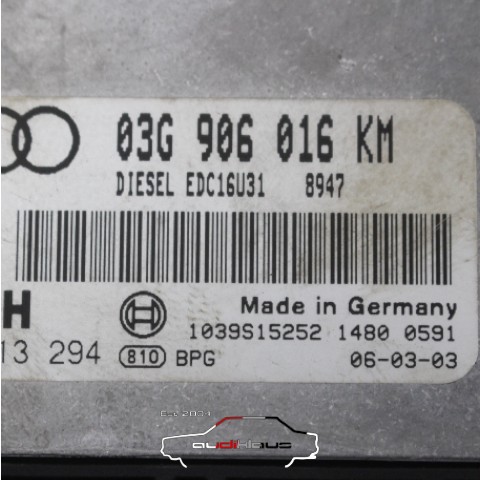 03G 906 016 KM
DIESEL EDC16U31 8947
Made in Germany
H
1039S15252 1480 0591
13 294 810 BPG 06-03-03
audiklaus